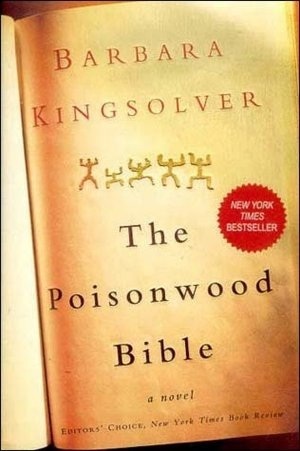 BARBARA
KINGSOLVER
NEW YORK
TIMES
BESTSELLER
The
Poisonwood
Bible
a novel
EDITORS' CHOICE, New York Times Book Review